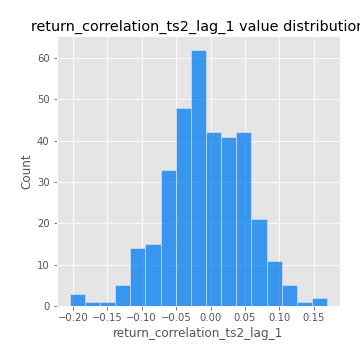 return_correlation_ts2_lag_1 value distribution
60
50
40
30
20
10
0
Count
−0.20 −0.15 −0.10 −0.05 0.00 0.05 0.10 0.15
return_correlation_ts2_lag_1